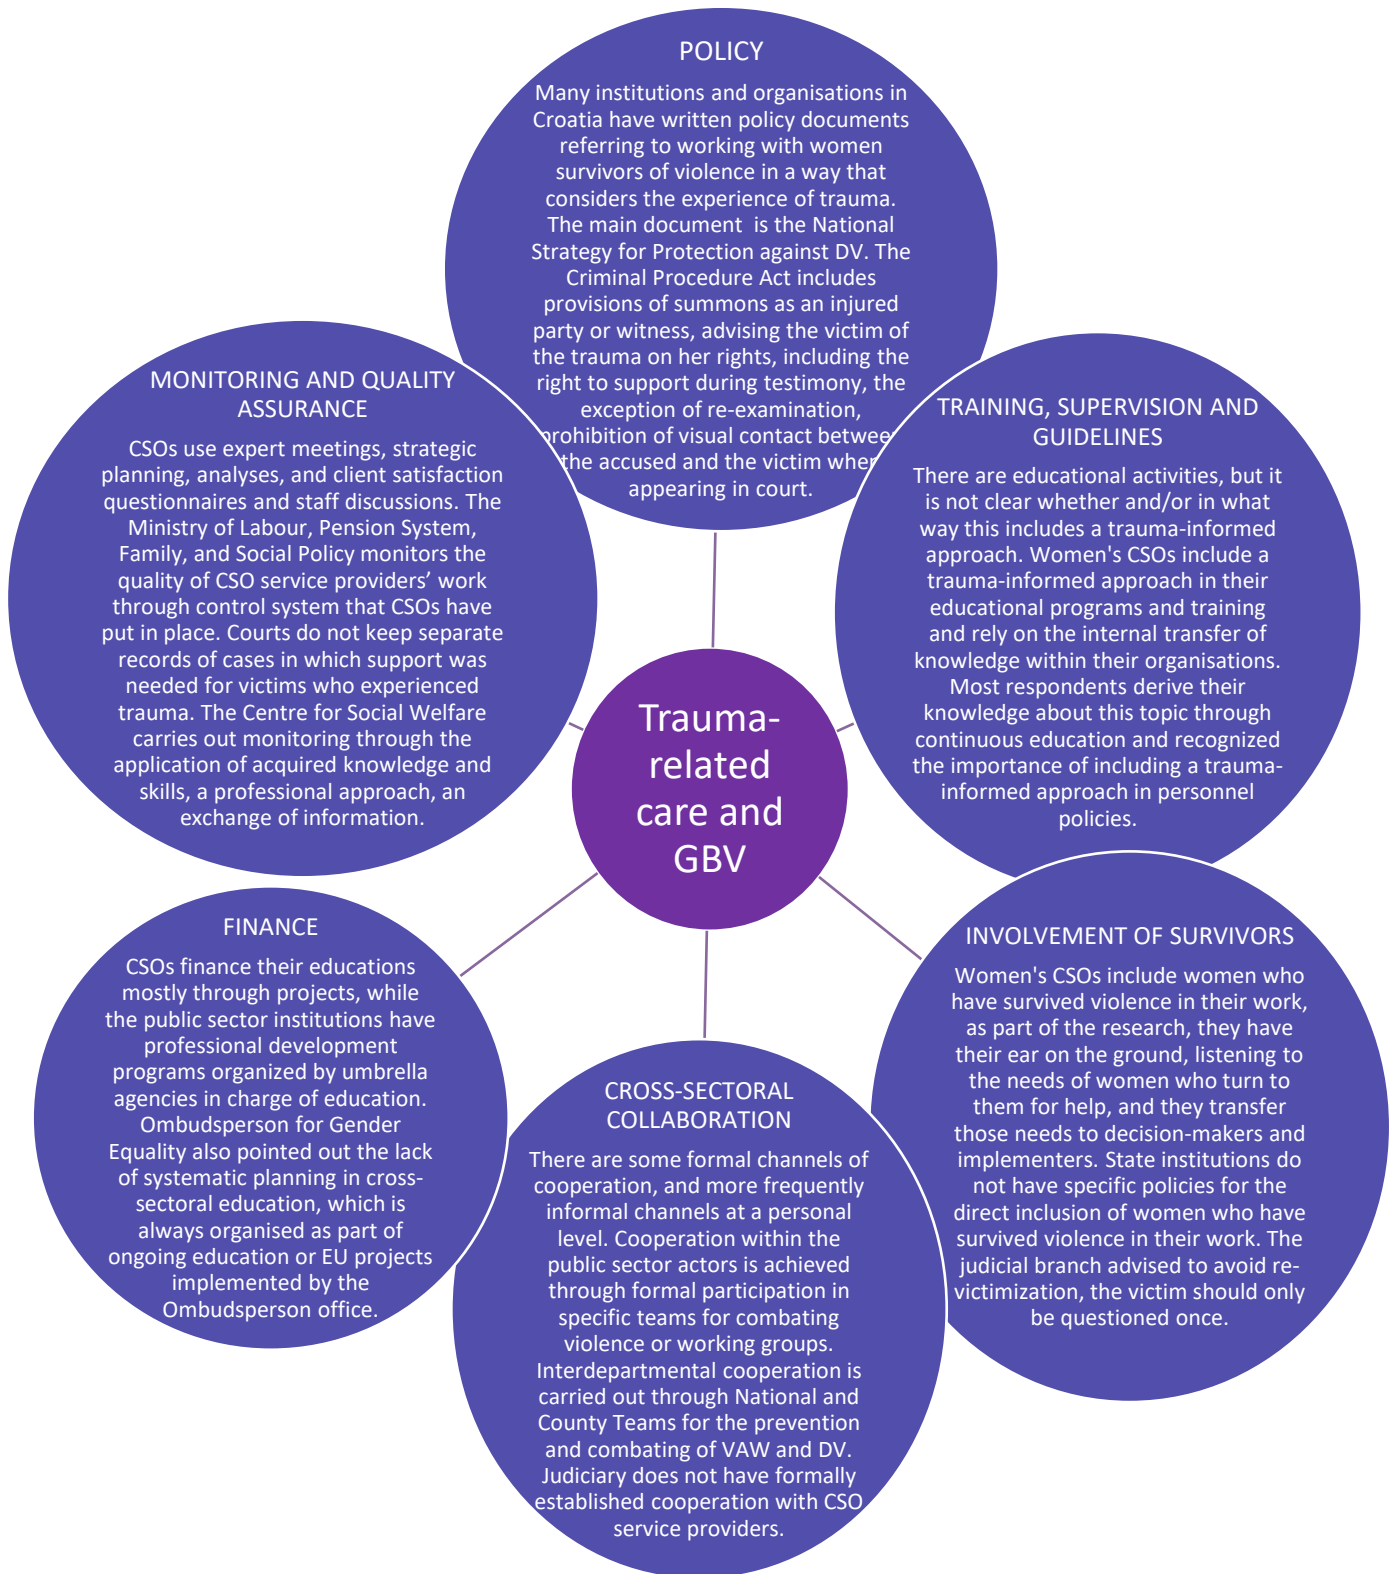 POLICY
Many institutions and organisations in
Croatia have written policy documents
referring to working with women
survivors of violence in a way that
considers the experience of trauma.
The main document  is the National
Strategy for Protection against DV. The
Criminal Procedure Act includes
provisions of summons as an injured
party or witness, advising the victim of
the trauma on her rights, including the
right to support during testimony, the
exception of re-examination,
prohibition of visual contact betwee
the accused and the victim when
appearing in court.
TRAINING, SUPERVISION AND
GUIDELINES
There are educational activities, but it
is not clear whether and/or in what
way this includes a trauma-informed
approach. Women's CSOs include a
trauma-informed approach in their
educational programs and training
and rely on the internal transfer of
knowledge within their organisations.
Most respondents derive their
knowledge about this topic through
continuous education and recognized
the importance of including a trauma-
informed approach in personnel
policies.
INVOLVEMENT OF SURVIVORS
Women's CSOs include women who
have survived violence in their work,
as part of the research, they have
their ear on the ground, listening to
the needs of women who turn to
them for help, and they transfer
those needs to decision-makers and
implementers. State institutions do
not have specific policies for the
direct inclusion of women who have
survived violence in their work. The
judicial branch advised to avoid re-
victimization, the victim should only
be questioned once.
CROSS-SECTORAL
COLLABORATION
There are some formal channels of
cooperation, and more frequently
informal channels at a personal
level. Cooperation within the
public sector actors is achieved
through formal participation in
specific teams for combating
violence or working groups.
Interdepartmental cooperation is
carried out through National and
County Teams for the prevention
and combating of VAW and DV.
Judiciary does not have formally
established cooperation with CSO
service providers.
FINANCE
CSOs finance their educations
mostly through projects, while
the public sector institutions have
professional development
programs organized by umbrella
agencies in charge of education.
Ombudsperson for Gender
Equality also pointed out the lack
of systematic planning in cross-
sectoral education, which is
always organised as part of
ongoing education or EU projects
implemented by the
Ombudsperson office.
MONITORING AND QUALITY
ASSURANCE
CSOs use expert meetings, strategic
planning, analyses, and client satisfaction
questionnaires and staff discussions. The
Ministry of Labour, Pension System,
Family, and Social Policy monitors the
quality of CSO service providers’ work
through control system that CSOs have
put in place. Courts do not keep separate
records of cases in which support was
needed for victims who experienced
trauma. The Centre for Social Welfare
carries out monitoring through the
application of acquired knowledge and
skills, a professional approach, an
exchange of information.
Trauma-
related
care and
GBV